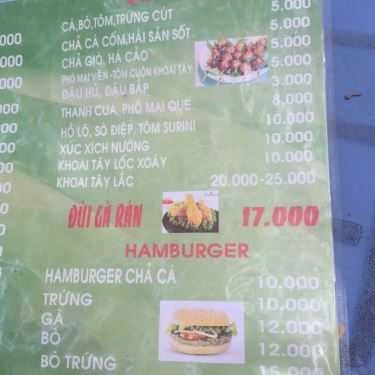 CÁ,BÒ,TÔM,TRỨNG CÚT 5.000
CHẢ CÁ CỐM,HẢI SẢN SỐT 5.000
CHẢ GIÒ, HÁ CẢO 5.000
PHÔ MAI VIÊN - TÔM CUỘN KHOAI TÂY 5.000
ĐẬU HỦ, ĐẬU BẮP 3.000
THANH CUA, PHÔ MAI QUE 8.000
HỒ LÔ, SÒ ĐIỆP, TÔM SURINI 10.000
XÚC XÍCH NƯỚNG 10.000
KHOAI TÂY LỐC XOÁY 10.000
KHOAI TÂY LẮC 20.000-25.000
ĐÙI GÀ RÁN 17.000
HAMBURGER
HAMBURGER CHẢ CÁ 10.000
TRỨNG 10.000
GÀ 12.000
BÒ 12.000
BÒ TRỨNG 15.000